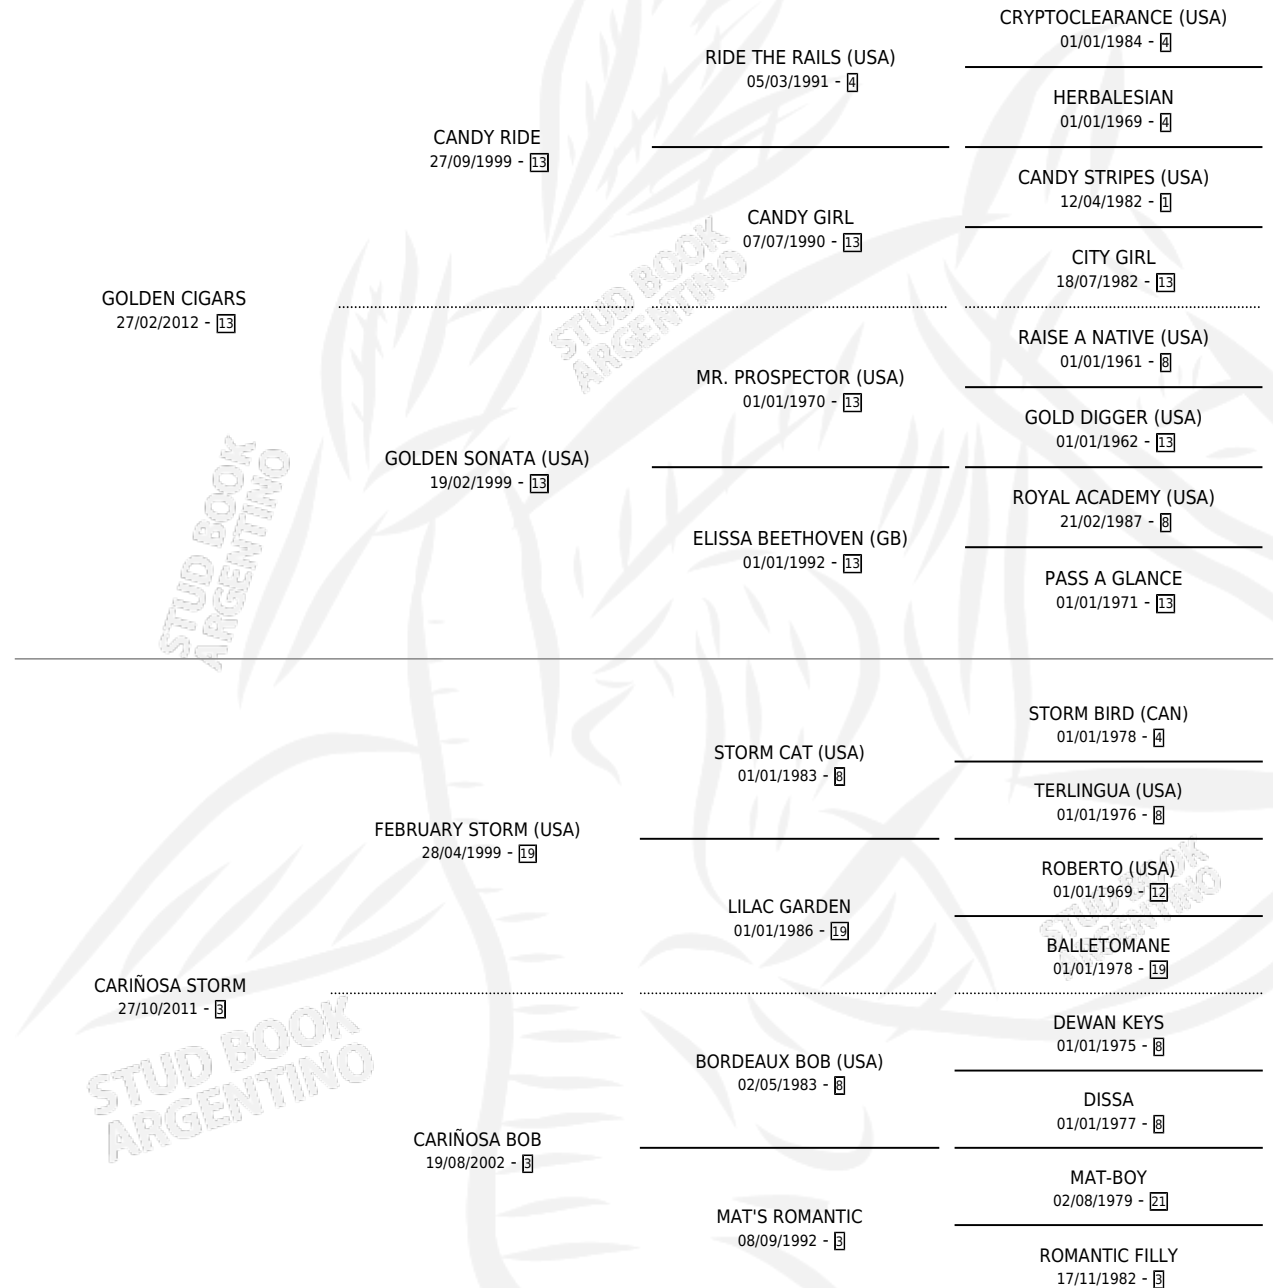 CRYPTOCLEARANCE (USA)
01/01/1984 - 4
RIDE THE RAILS (USA)
05/03/1991 - 4
HERBALESIAN
01/01/1969 - 4
CANDY RIDE
27/09/1999 - 13
CANDY STRIPES (USA)
12/04/1982 - 1
CANDY GIRL
07/07/1990 - 13
CITY GIRL
18/07/1982 - 13
GOLDEN CIGARS
27/02/2012 - 13
STUD BOOK
ARGENTINO
RAISE A NATIVE (USA)
01/01/1961 - 8
MR. PROSPECTOR (USA)
01/01/1970 - 13
GOLD DIGGER (USA)
01/01/1962 - 13
GOLDEN SONATA (USA)
19/02/1999 - 13
ROYAL ACADEMY (USA)
21/02/1987 - 8
ELISSA BEETHOVEN (GB)
01/01/1992 - 13
PASS A GLANCE
01/01/1971 - 13
STUD BOOK
ARGENTINO
STORM BIRD (CAN)
01/01/1978 - 4
STORM CAT (USA)
01/01/1983 - 8
TERLINGUA (USA)
01/01/1976 - 8
FEBRUARY STORM (USA)
28/04/1999 - 19
ROBERTO (USA)
01/01/1969 - 12
LILAC GARDEN
01/01/1986 - 19
BALLETOMANE
01/01/1978 - 19
STUD BOOK
ARGENTINO
CARIÑOSA STORM
27/10/2011 - 3
STUD BOOK
ARGENTINO
DEWAN KEYS
01/01/1975 - 8
BORDEAUX BOB (USA)
02/05/1983 - 8
DISSA
01/01/1977 - 8
CARIÑOSA BOB
19/08/2002 - 3
MAT-BOY
02/08/1979 - 21
MAT'S ROMANTIC
08/09/1992 - 3
ROMANTIC FILLY
17/11/1982 - 3